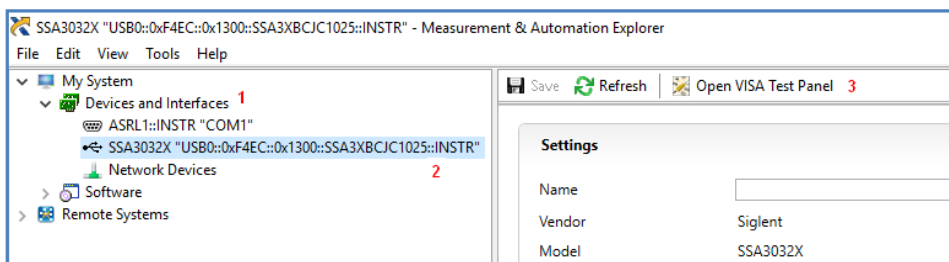 SSA3032X "USB0::0xF4EC::0x1300::SSA3XBCJC1025::INSTR" - Measurement & Automation Explorer
File Edit View Tools Help
My System
Devices and Interfaces 1
ASRL1::INSTR "COM1"
SSA3032X "USB0::0xF4EC::0x1300::SSA3XBCJC1025::INSTR"
Network Devices 2
Software
Remote Systems
Save Refresh Open VISA Test Panel 3
Settings
Name
Vendor Siglent
Model SSA3032X